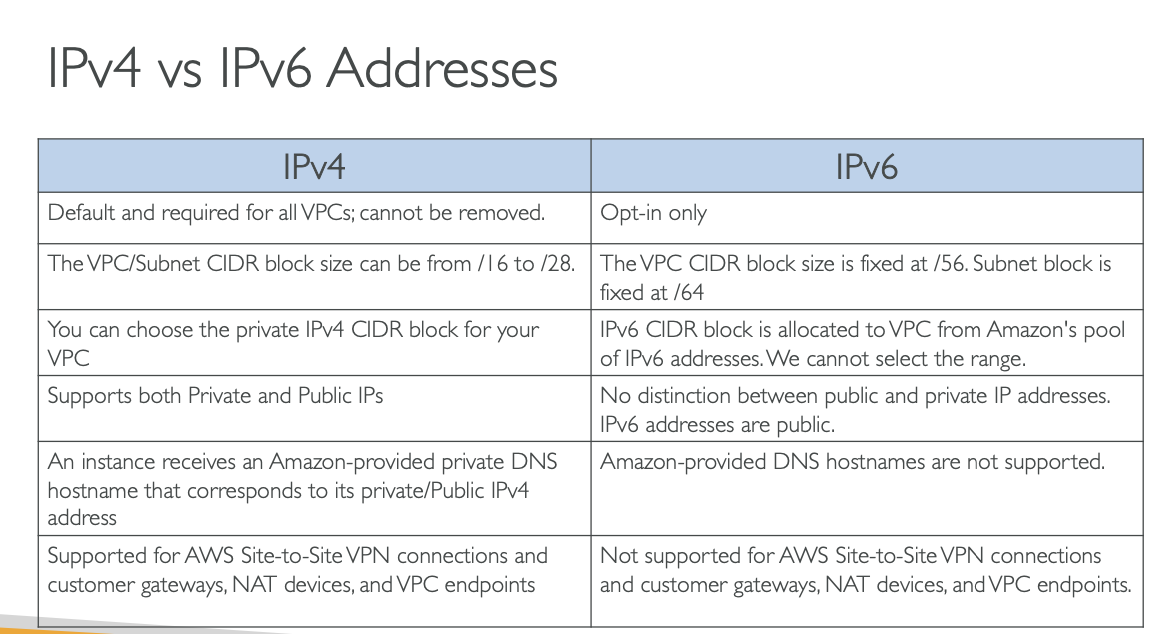 IPv4 vs IPv6 Addresses
IPv4
IPv6
Default and required for all VPCs; cannot be removed.
Opt-in only
The VPC/Subnet CIDR block size can be from /16 to /28.
The VPC CIDR block size is fixed at /56. Subnet block is
fixed at /64
You can choose the private IPv4 CIDR block for your
VPC
IPv6 CIDR block is allocated to VPC from Amazon's pool
of IPv6 addresses. We cannot select the range.
Supports both Private and Public IPs
No distinction between public and private IP addresses.
IPv6 addresses are public.
An instance receives an Amazon-provided private DNS
hostname that corresponds to its private/Public IPv4
address
Amazon-provided DNS hostnames are not supported.
Supported for AWS Site-to-Site VPN connections and
customer gateways, NAT devices, and VPC endpoints
Not supported for AWS Site-to-Site VPN connections
and customer gateways, NAT devices, and VPC endpoints.